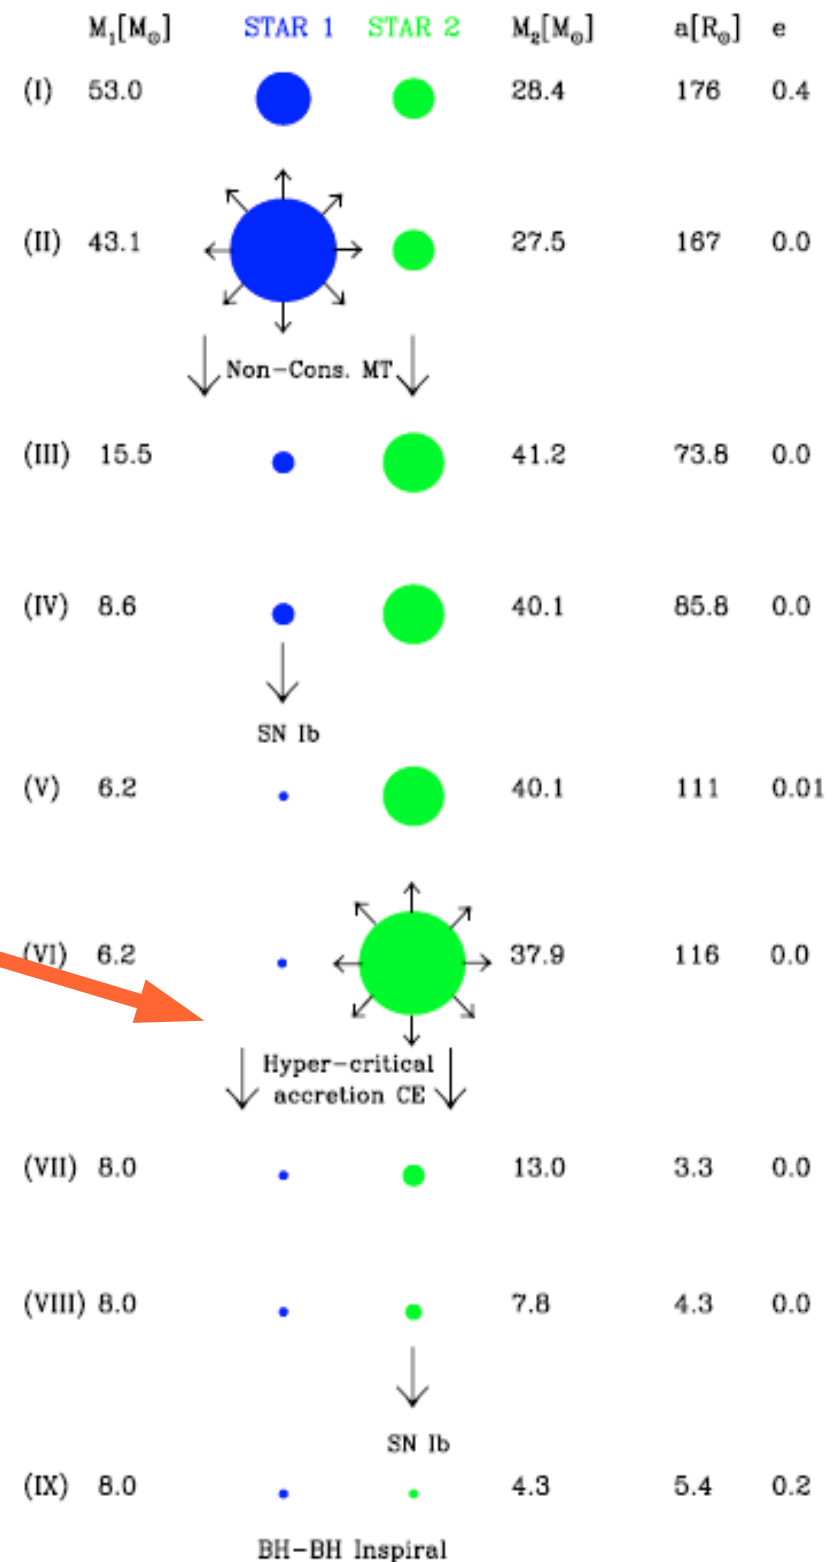 M₁[M⊙] STAR 1 STAR 2 M₂[M⊙] a[R⊙] e
(I) 53.0 28.4 176 0.4
(II) 43.1 27.5 167 0.0
Non-Cons. MT
(III) 15.5 41.2 73.8 0.0
(IV) 8.6 40.1 85.8 0.0
SN Ib
(V) 6.2 40.1 111 0.01
(VI) 6.2 37.9 116 0.0
Hyper-critical
accretion CE
(VII) 8.0 13.0 3.3 0.0
(VIII) 8.0 7.8 4.3 0.0
SN Ib
(IX) 8.0 4.3 5.4 0.2
BH-BH Inspiral